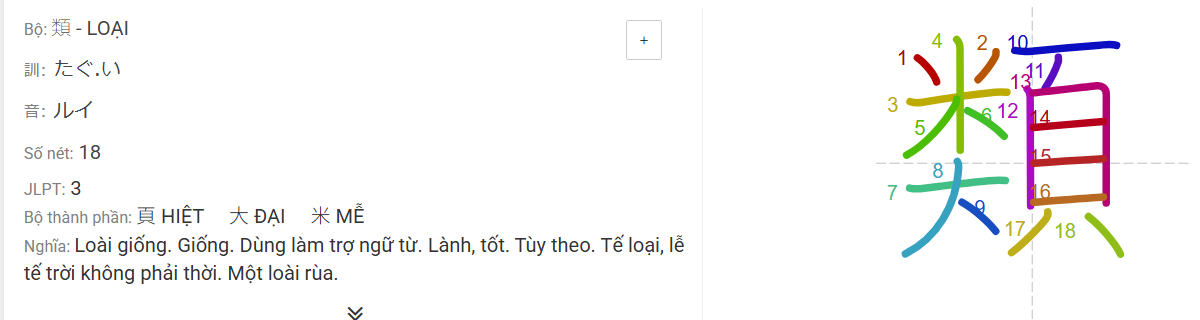 Bộ: 類 - LOẠI
+
訓: たぐ.い
音: ルイ
Số nét: 18
JLPT: 3
Bộ thành phần: 頁 HIỆT 大 ĐẠI 米 MỄ
Nghĩa: Loài giống. Giống. Dùng làm trợ ngữ từ. Lành, tốt. Tùy theo. Tế loại, lễ
tế trời không phải thời. Một loài rùa.
類
1
2
3
4
5
6
7
8
9
10
11
12
13
14
15
16
17
18